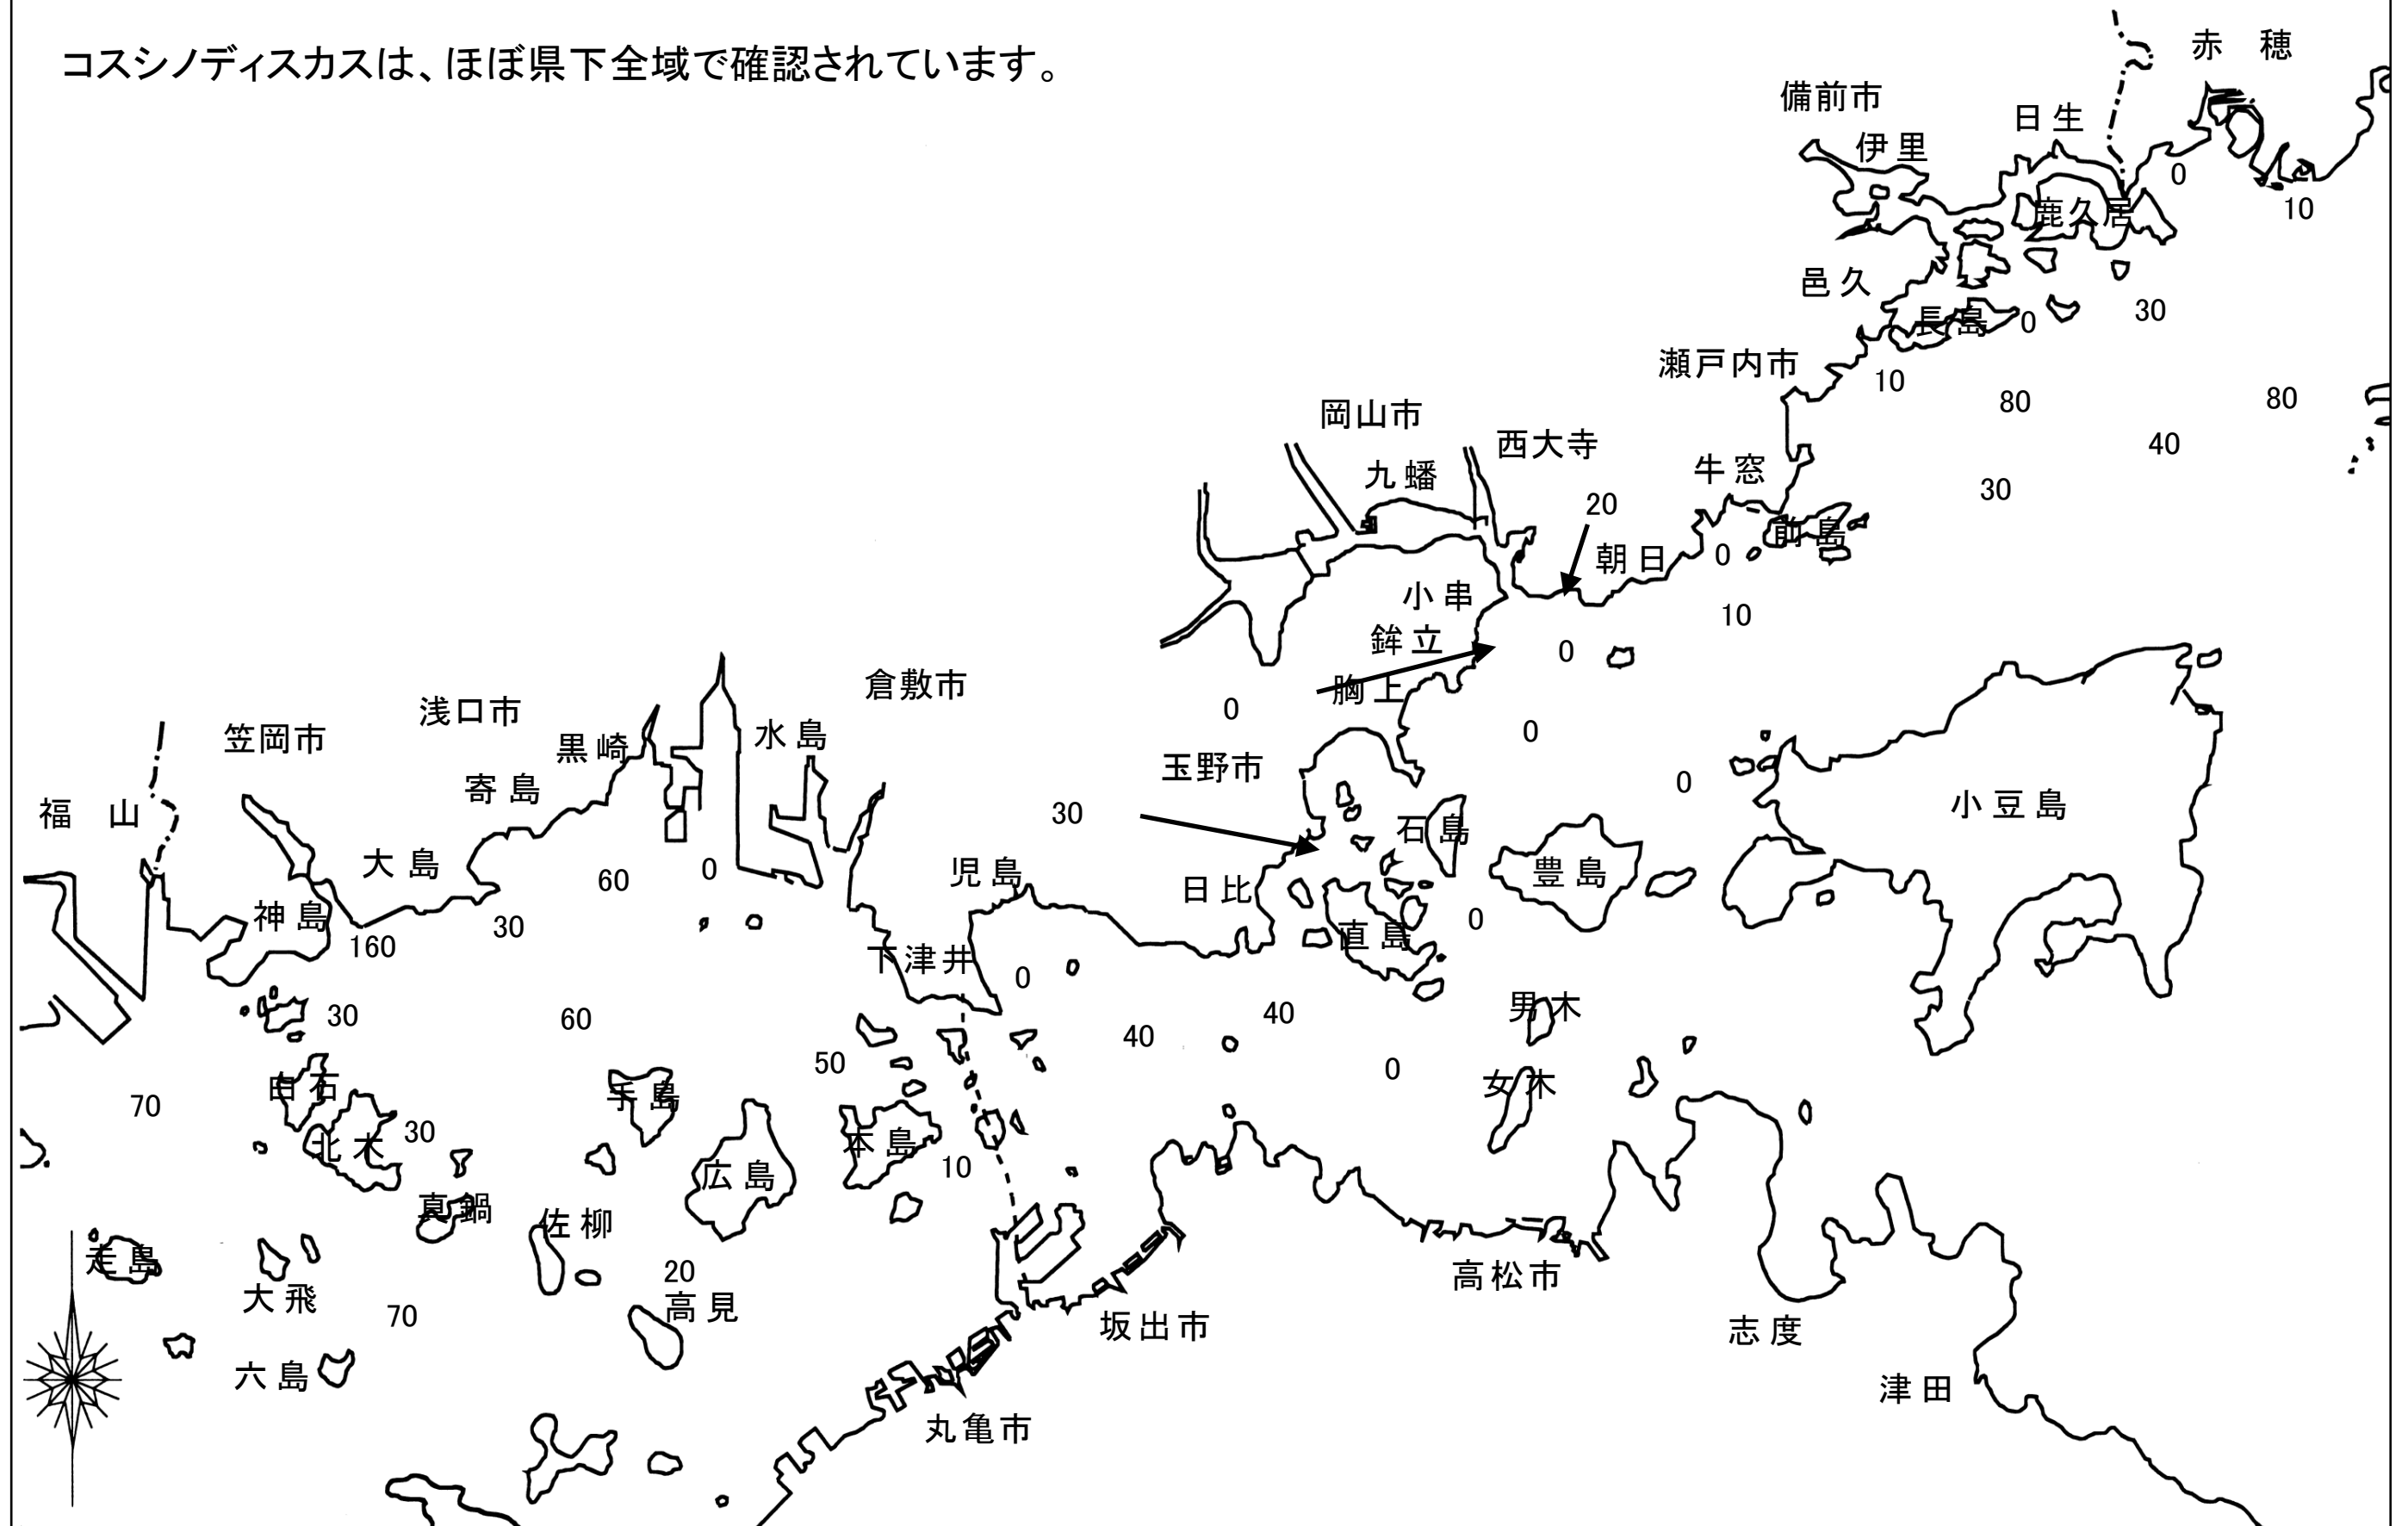 コスシノディスカスは、ほぼ県下全域で確認されています。
赤　穂
備前市
日生
伊里
0
10
鹿久居
邑久
30
長島
0
瀬戸内市
10
80
80
岡山市
西大寺
40
九蟠
牛窓
30
20
前島
朝日
0
小串
10
鉾立
0
胸上
倉敷市
0
浅口市
0
笠岡市
黒崎
水島
玉野市
0
寄島
小豆島
福　山
30
石島
大島
60
0
児島
豊島
日比
神島
30
0
160
直島
下津井
0
男木
30
60
40
40
50
0
女木
白石
手島
70
30
北木
本島
10
広島
真鍋
佐柳
走島
20
高松市
大飛
高見
70
坂出市
志度
六島
津田
丸亀市